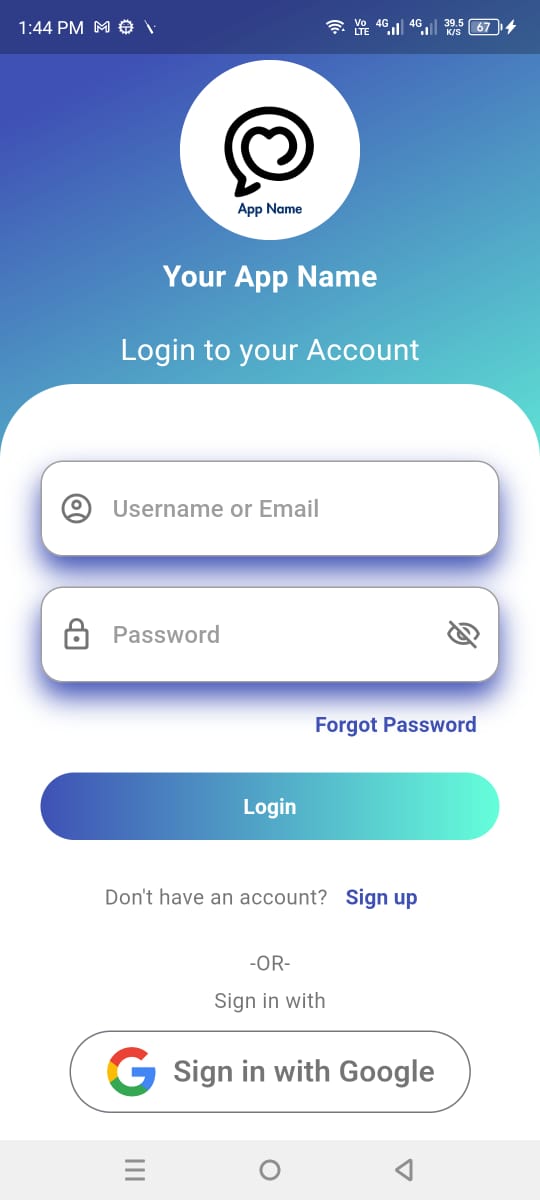 1:44 PM Vo LTE 4G 4G 39.5 K/S 67
App Name
Your App Name
Login to your Account
Username or Email
Password
Forgot Password
Login
Don't have an account? Sign up
-OR-
Sign in with
Sign in with Google